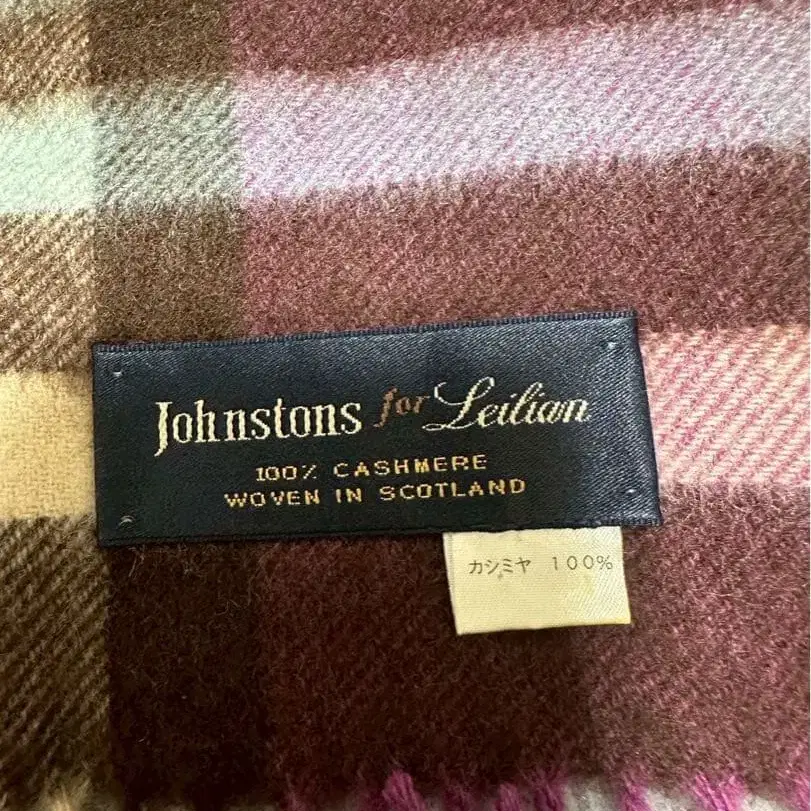 Johnstons for Leilian
100% CASHMERE
WOVEN IN SCOTLAND
カシミヤ 100%